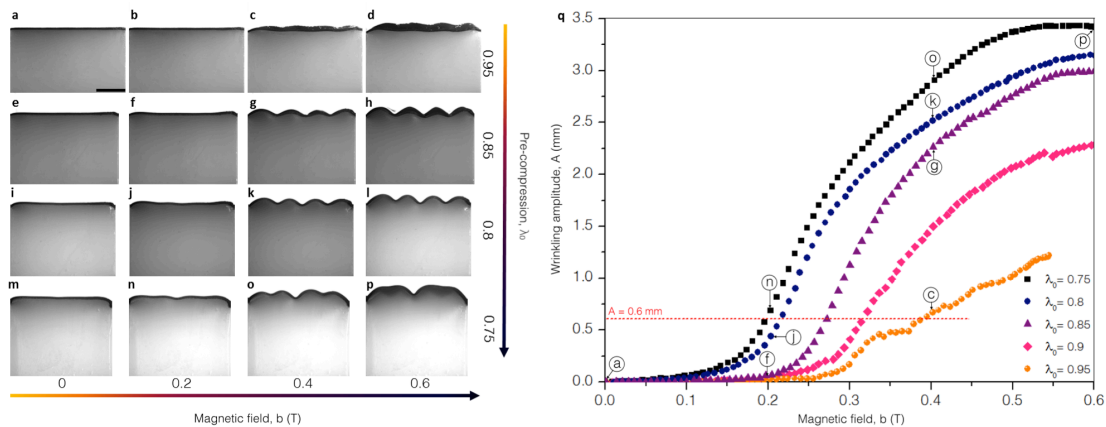 a b c d
0.95
e f g h
0.85
i j k l
0.8
m n o p
0.75
Pre-compression, λ₀
0 0.2 0.4 0.6
Magnetic field, b (T)
q
Wrinkling amplitude, A (mm)
3.5
3.0
2.5
2.0
1.5
1.0
0.5
0.0
A = 0.6 mm
a
n
j
f
o
k
g
c
p
λ₀= 0.75
λ₀= 0.8
λ₀= 0.85
λ₀= 0.9
λ₀= 0.95
0.0 0.1 0.2 0.3 0.4 0.5 0.6
Magnetic field, b (T)